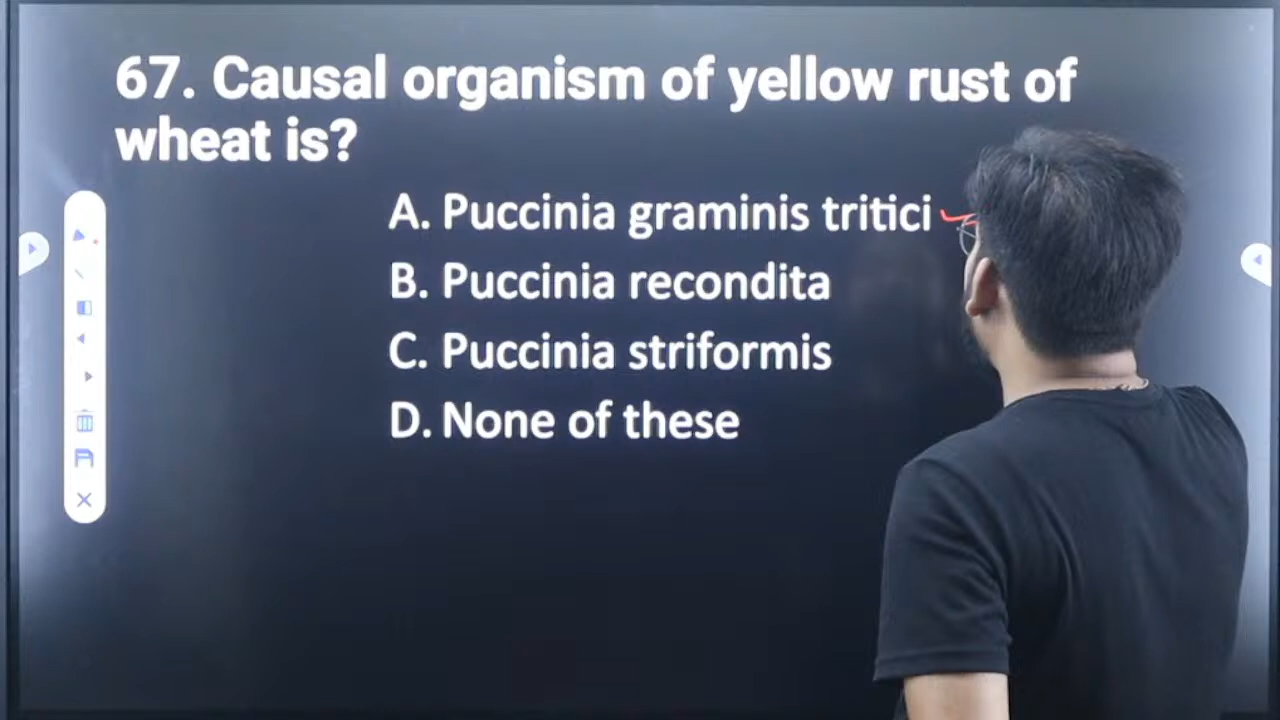 67. Causal organism of yellow rust of
wheat is?
A. Puccinia graminis tritici
B. Puccinia recondita
C. Puccinia striformis
D. None of these